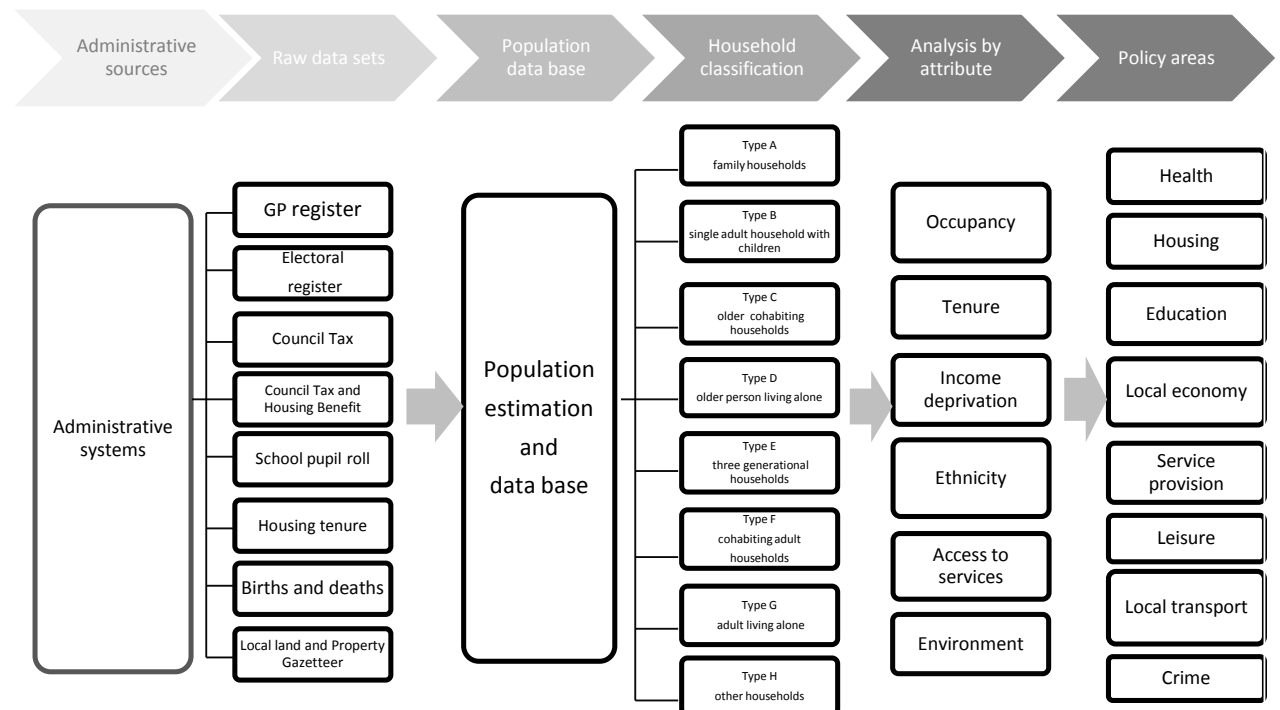 Administrative
sources
Raw data sets
Population
data base
Household
classification
Analysis by
attribute
Policy areas
Administrative
systems
GP register
Electoral
register
Council Tax
Council Tax and
Housing Benefit
School pupil roll
Housing tenure
Births and deaths
Local land and Property
Gazetteer
Population
estimation
and
data base
Type A
family households
Type B
single adult household with
children
Type C
older cohabiting
households
Type D
older person living alone
Type E
three generational
households
Type F
cohabiting adult
households
Type G
adult living alone
Type H
other households
Occupancy
Tenure
Income
deprivation
Ethnicity
Access to
services
Environment
Health
Housing
Education
Local economy
Service
provision
Leisure
Local transport
Crime